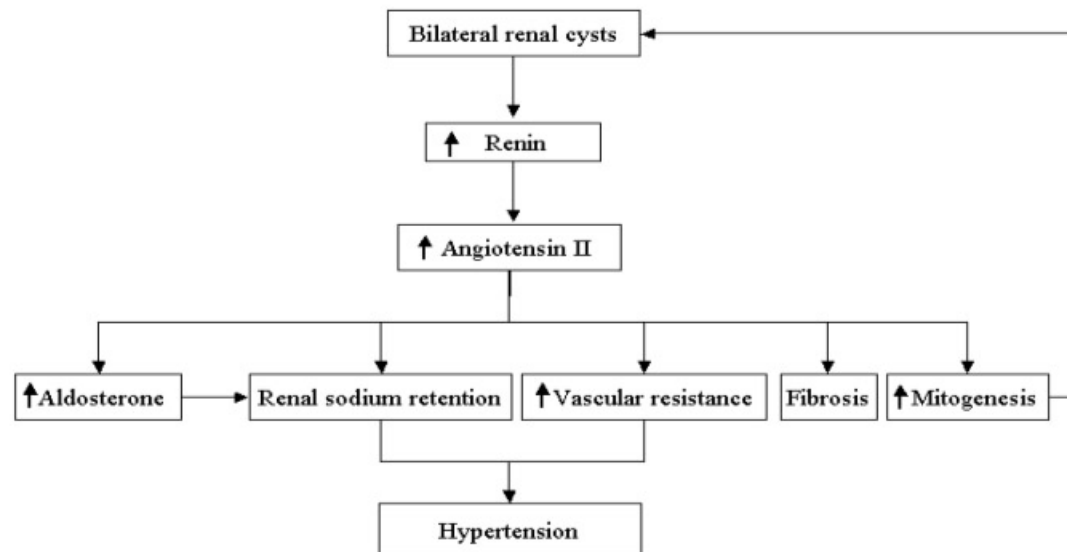 Bilateral renal cysts
↑ Renin
↑ Angiotensin II
↑ Aldosterone
Renal sodium retention
↑ Vascular resistance
Fibrosis
↑ Mitogenesis
Hypertension